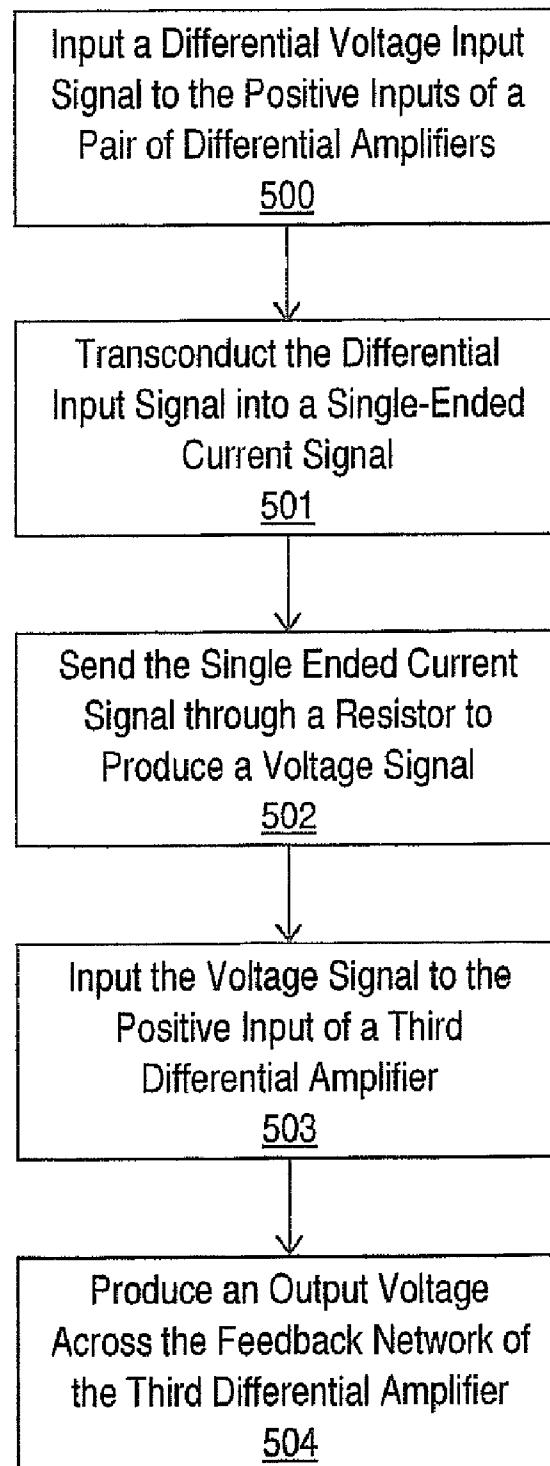 Input a Differential Voltage Input
Signal to the Positive Inputs of a
Pair of Differential Amplifiers
500
Transconduct the Differential
Input Signal into a Single-Ended
Current Signal
501
Send the Single Ended Current
Signal through a Resistor to
Produce a Voltage Signal
502
Input the Voltage Signal to the
Positive Input of a Third
Differential Amplifier
503
Produce an Output Voltage
Across the Feedback Network of
the Third Differential Amplifier
504